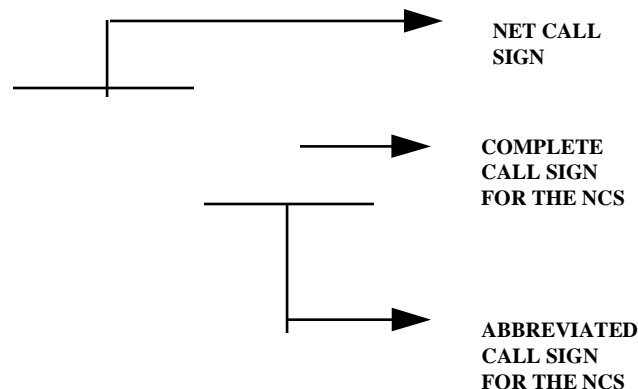 NET CALL
SIGN
COMPLETE
CALL SIGN
FOR THE NCS
ABBREVIATED
CALL SIGN
FOR THE NCS